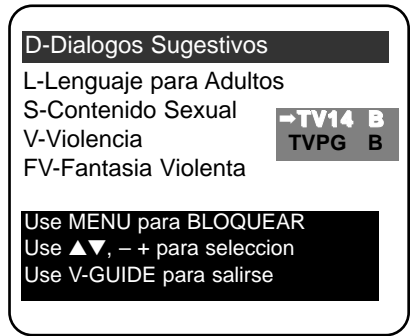 D-Dialogos Sugestivos
L-Lenguaje para Adultos
S-Contenido Sexual
➡TV14 B
V-Violencia
TVPG B
FV-Fantasia Violenta
Use MENU para BLOQUEAR
Use ▲▼, – + para seleccion
Use V-GUIDE para salirse